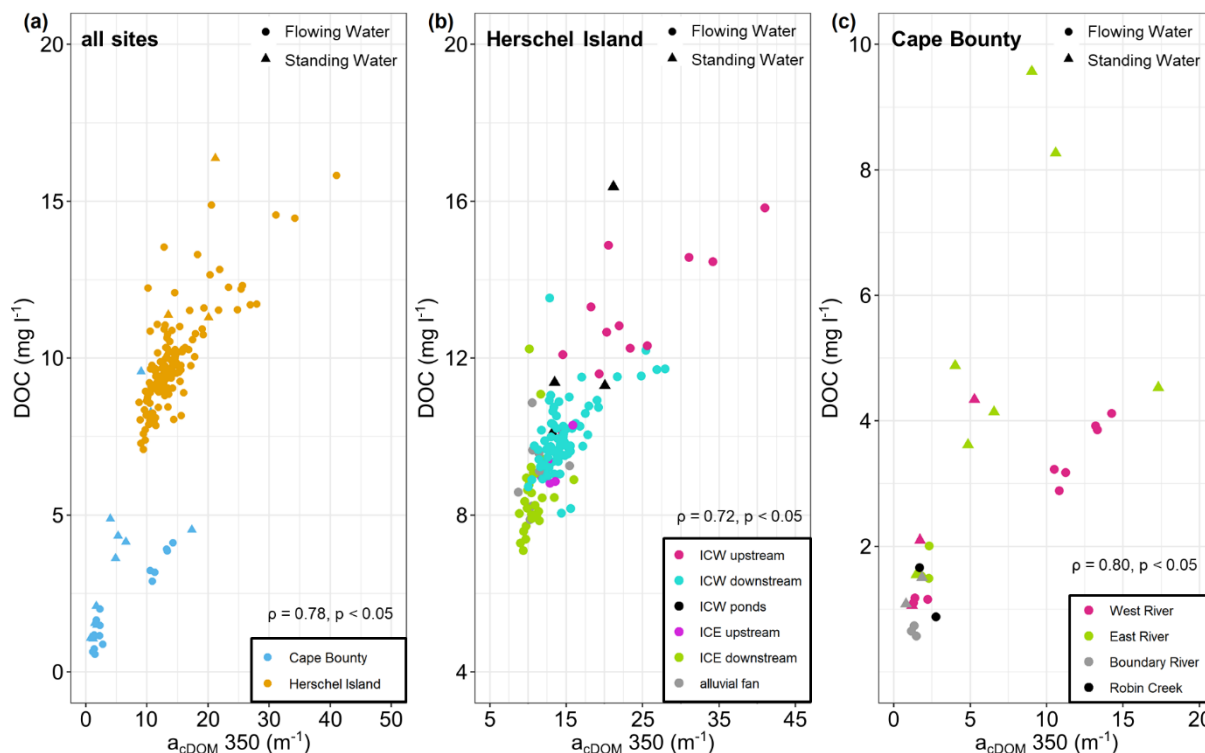 (a)
all sites
Flowing Water
Standing Water
20
15
10
5
0
DOC (mg l⁻¹)
ρ = 0.78, p < 0.05
Cape Bounty
Herschel Island
0 10 20 30 40 50
a_cDOM 350 (m⁻¹)
(b)
Herschel Island
Flowing Water
Standing Water
20
16
12
8
4
DOC (mg l⁻¹)
ρ = 0.72, p < 0.05
ICW upstream
ICW downstream
ICW ponds
ICE upstream
ICE downstream
alluvial fan
5 15 25 35 45
a_cDOM 350 (m⁻¹)
(c)
Cape Bounty
Flowing Water
Standing Water
10
8
6
4
2
DOC (mg l⁻¹)
ρ = 0.80, p < 0.05
West River
East River
Boundary River
Robin Creek
0 5 10 15 20
a_cDOM 350 (m⁻¹)